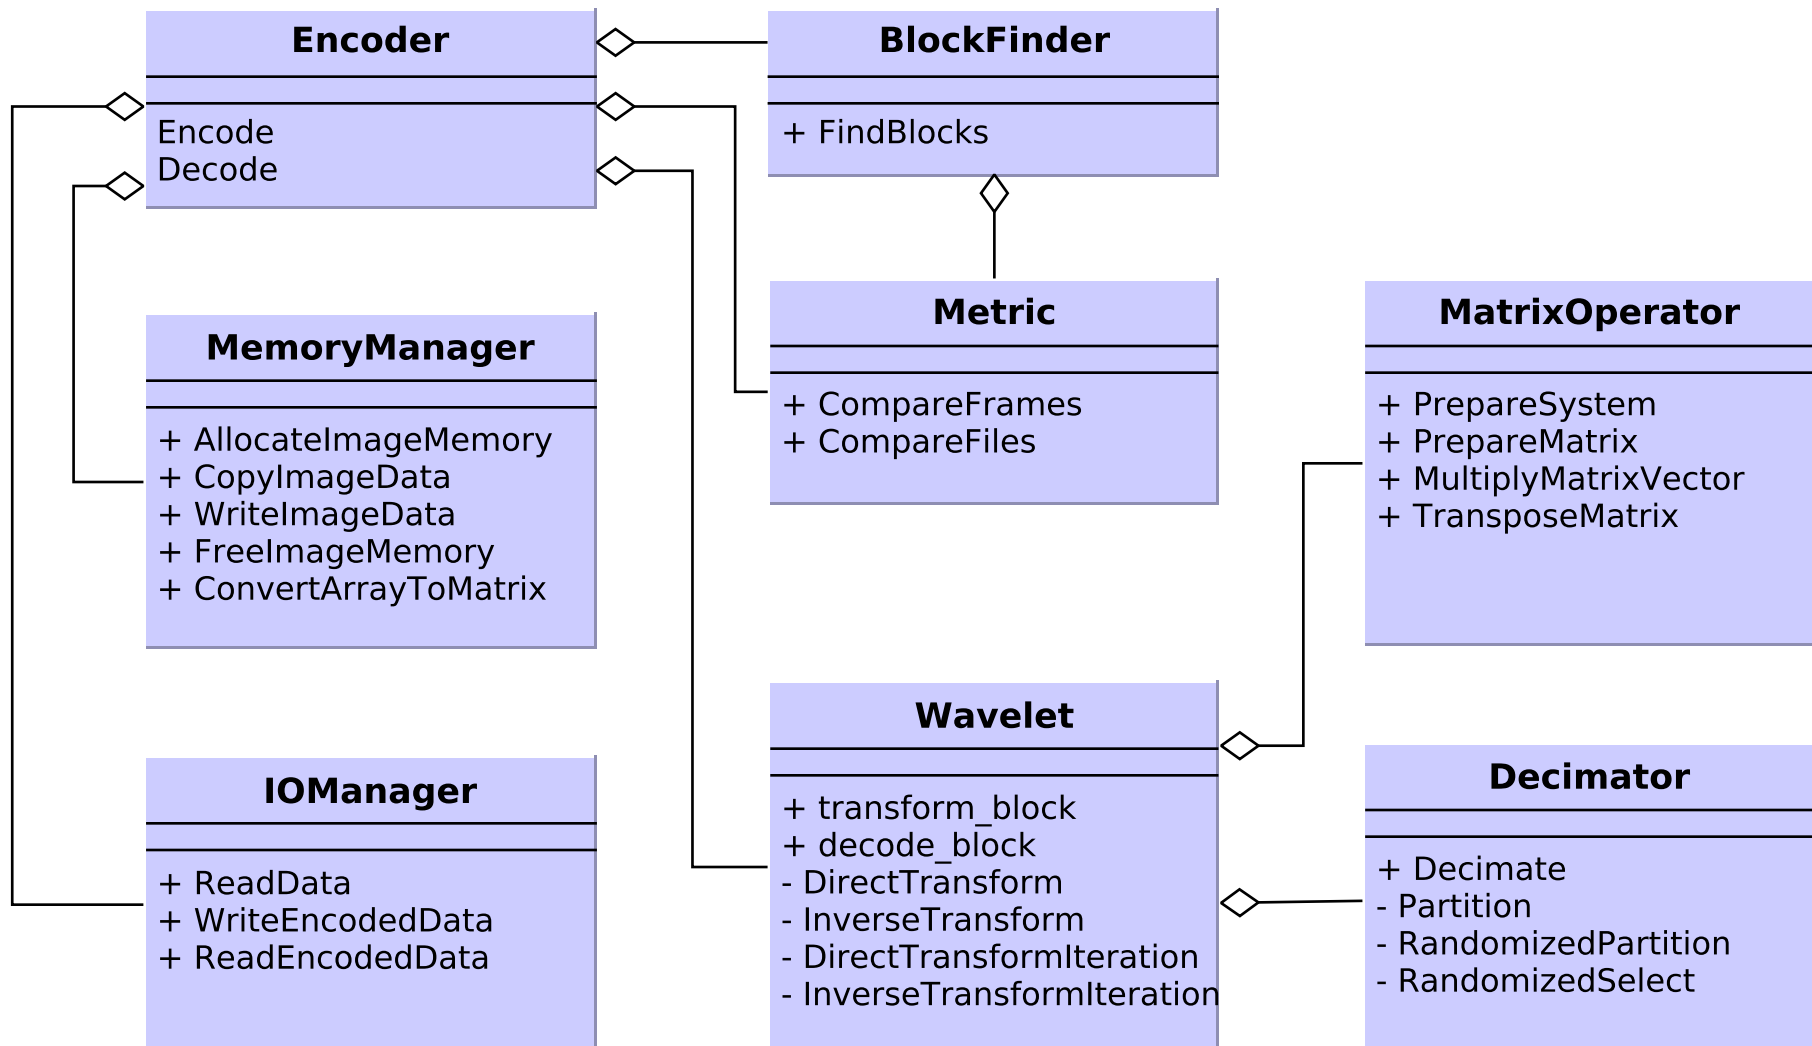 Encoder
Encode
Decode
BlockFinder
+ FindBlocks
MemoryManager
+ AllocateImageMemory
+ CopyImageData
+ WriteImageData
+ FreeImageMemory
+ ConvertArrayToMatrix
Metric
+ CompareFrames
+ CompareFiles
MatrixOperator
+ PrepareSystem
+ PrepareMatrix
+ MultiplyMatrixVector
+ TransposeMatrix
IOManager
+ ReadData
+ WriteEncodedData
+ ReadEncodedData
Wavelet
+ transform_block
+ decode_block
- DirectTransform
- InverseTransform
- DirectTransformIteration
- InverseTransformIteration
Decimator
+ Decimate
- Partition
- RandomizedPartition
- RandomizedSelect